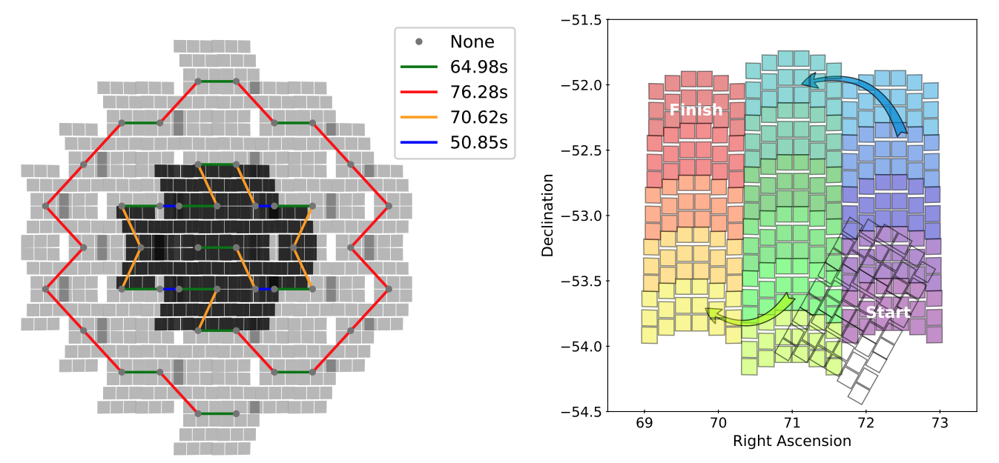 None
64.98s
76.28s
70.62s
50.85s
−51.5
−52.0
−52.5
−53.0
−53.5
−54.0
−54.5
Declination
Finish
Start
69 70 71 72 73
Right Ascension